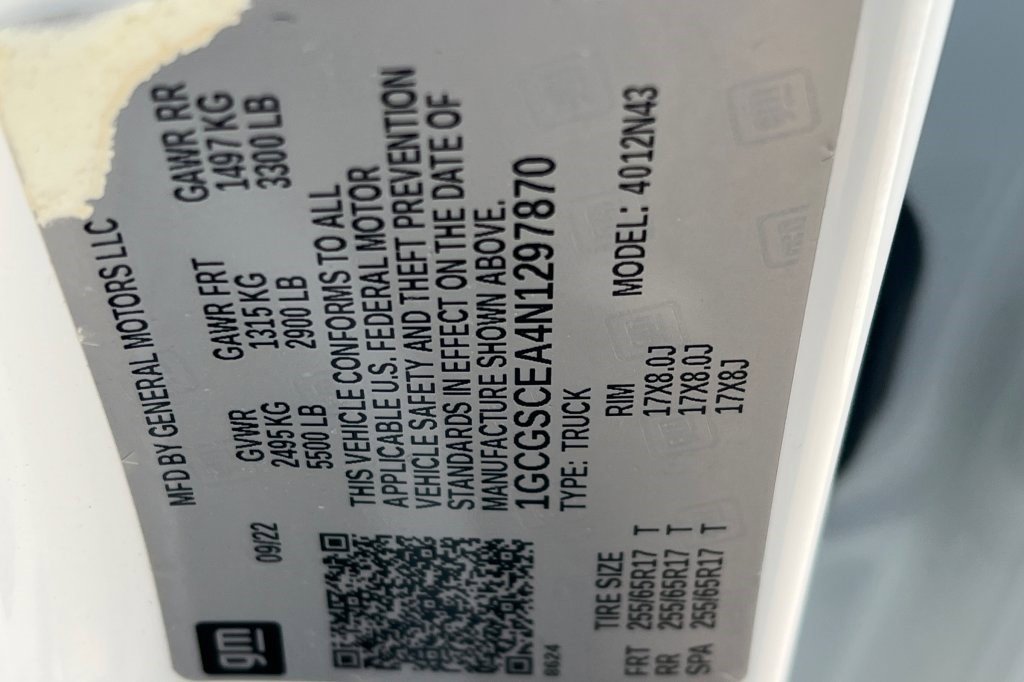 gm
MFD BY GENERAL MOTORS LLC
09/22
GVWR GAWR FRT GAWR RR
2495 KG 1315 KG 1497 KG
5500 LB 2900 LB 3300 LB
THIS VEHICLE CONFORMS TO ALL
APPLICABLE U.S. FEDERAL MOTOR
VEHICLE SAFETY AND THEFT PREVENTION
STANDARDS IN EFFECT ON THE DATE OF
MANUFACTURE SHOWN ABOVE.
1GCGSCEA4N1297870
0624
TYPE: TRUCK MODEL: 4012N43
TIRE SIZE RIM
FRT 255/65R17 T 17X8.0J
RR 255/65R17 T 17X8.0J
SPA 255/65R17 T 17X8J